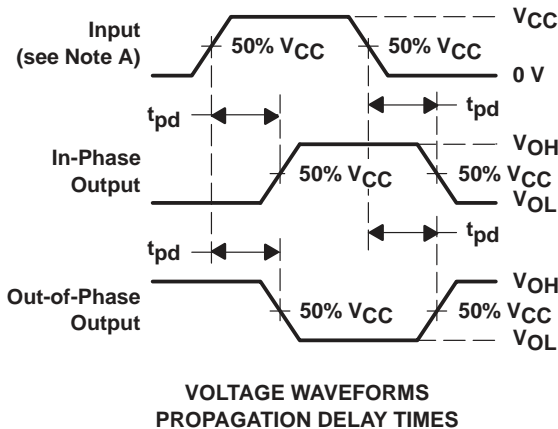 VCC
Input
(see Note A)
50% VCC
50% VCC
0 V
tpd
tpd
VOH
In-Phase
Output
50% VCC
50% VCC
VOL
tpd
tpd
VOH
Out-of-Phase
Output
50% VCC
50% VCC
VOL
VOLTAGE WAVEFORMS
PROPAGATION DELAY TIMES